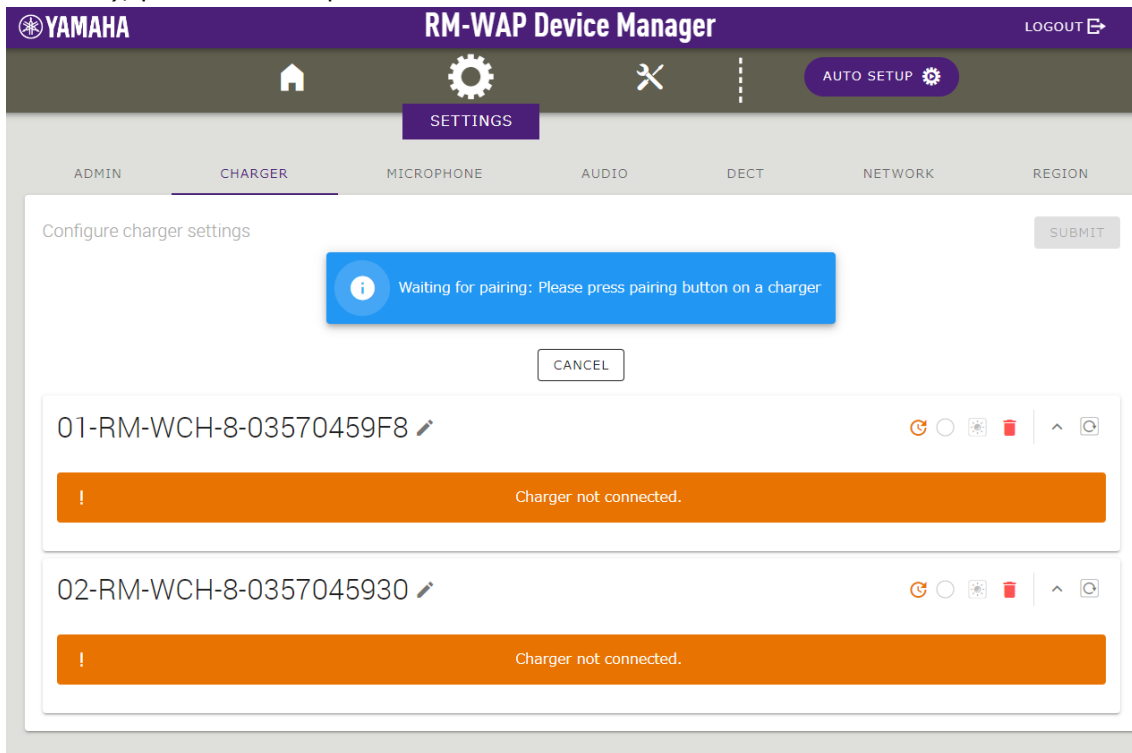 YAMAHA
RM-WAP Device Manager
LOGOUT
AUTO SETUP
SETTINGS
ADMIN CHARGER MICROPHONE AUDIO DECT NETWORK REGION
Configure charger settings
SUBMIT
Waiting for pairing: Please press pairing button on a charger
CANCEL
01-RM-WCH-8-03570459F8
! Charger not connected.
02-RM-WCH-8-0357045930
! Charger not connected.